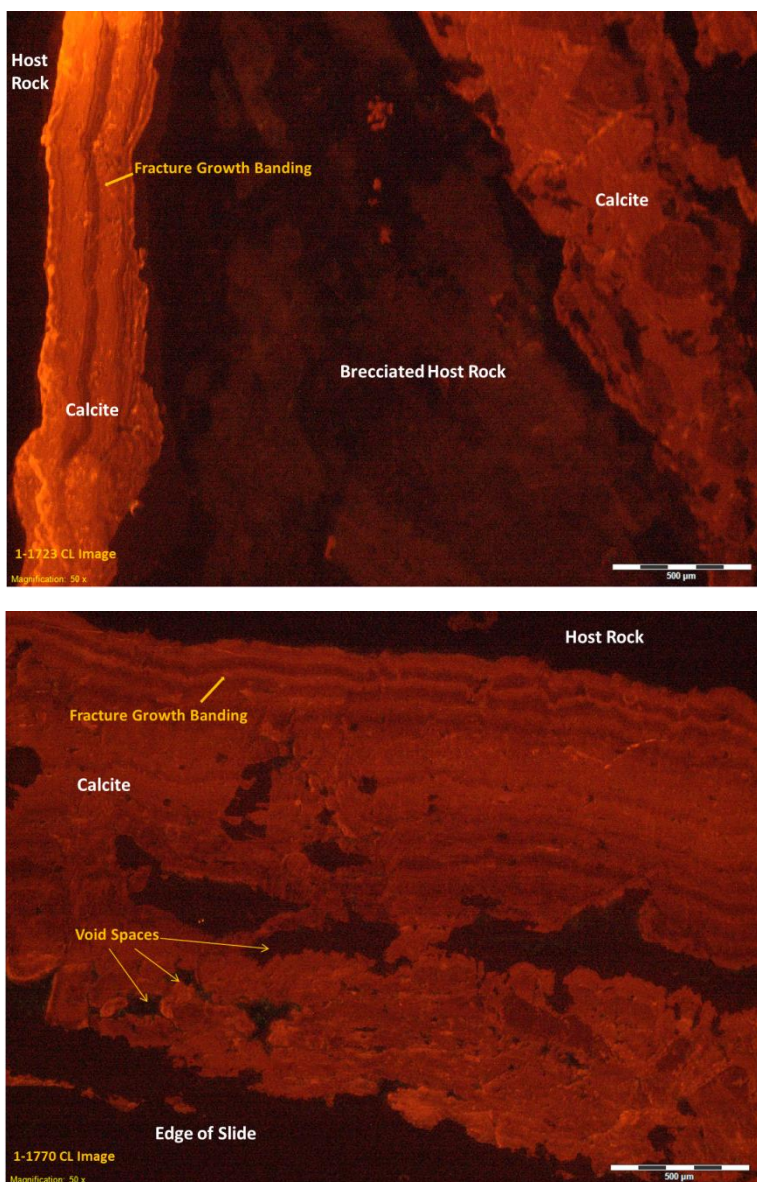 Host
Rock
Fracture Growth Banding
Calcite
Brecciated Host Rock
Calcite
1-1723 CL Image
Magnification: 50 x
500 µm
Host Rock
Fracture Growth Banding
Calcite
Void Spaces
Edge of Slide
1-1770 CL Image
Magnification: 50 x
500 µm